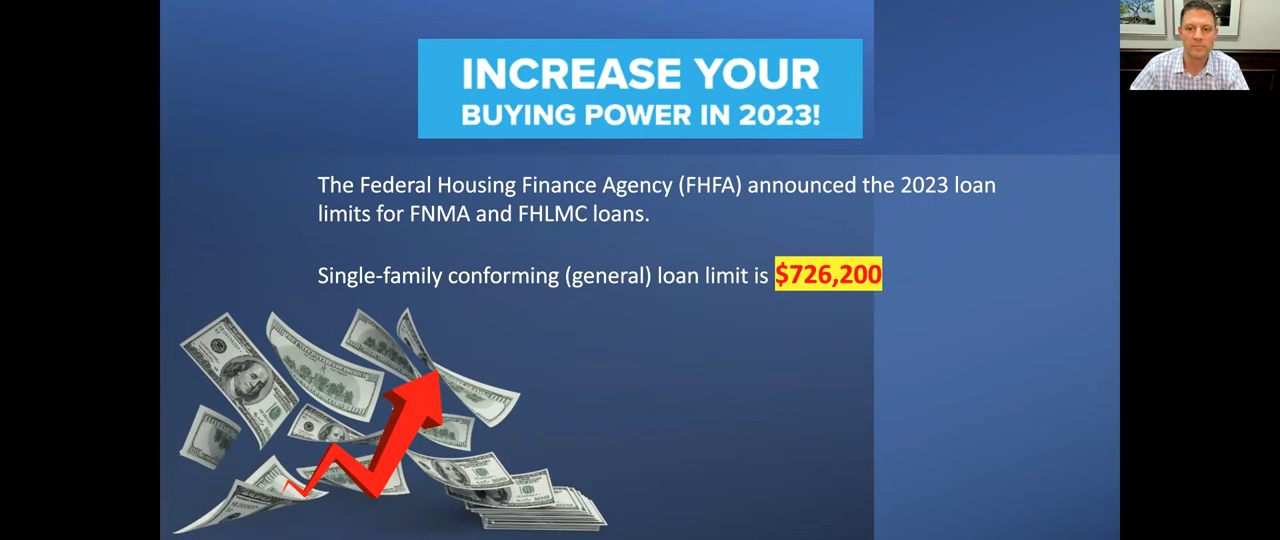 INCREASE YOUR
BUYING POWER IN 2023!
The Federal Housing Finance Agency (FHFA) announced the 2023 loan
limits for FNMA and FHLMC loans.
Single-family conforming (general) loan limit is $726,200